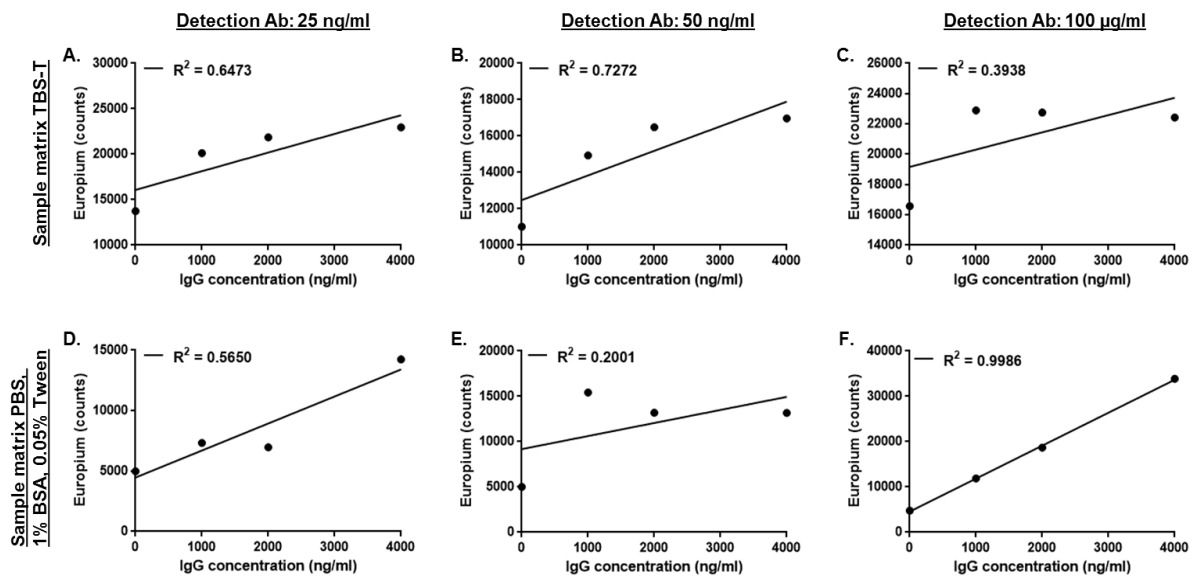 Detection Ab: 25 ng/ml
Detection Ab: 50 ng/ml
Detection Ab: 100 µg/ml
Sample matrix TBS-T
A.
R² = 0.6473
Europium (counts)
30000
25000
20000
15000
10000
0 1000 2000 3000 4000
IgG concentration (ng/ml)
B.
R² = 0.7272
Europium (counts)
20000
18000
16000
14000
12000
10000
0 1000 2000 3000 4000
IgG concentration (ng/ml)
C.
R² = 0.3938
Europium (counts)
26000
24000
22000
20000
18000
16000
14000
0 1000 2000 3000 4000
IgG concentration (ng/ml)
Sample matrix PBS,
1% BSA, 0.05% Tween
D.
R² = 0.5650
Europium (counts)
15000
10000
5000
0
0 1000 2000 3000 4000
IgG concentration (ng/ml)
E.
R² = 0.2001
Europium (counts)
20000
15000
10000
5000
0
0 1000 2000 3000 4000
IgG concentration (ng/ml)
F.
R² = 0.9986
Europium (counts)
40000
30000
20000
10000
0
0 1000 2000 3000 4000
IgG concentration (ng/ml)